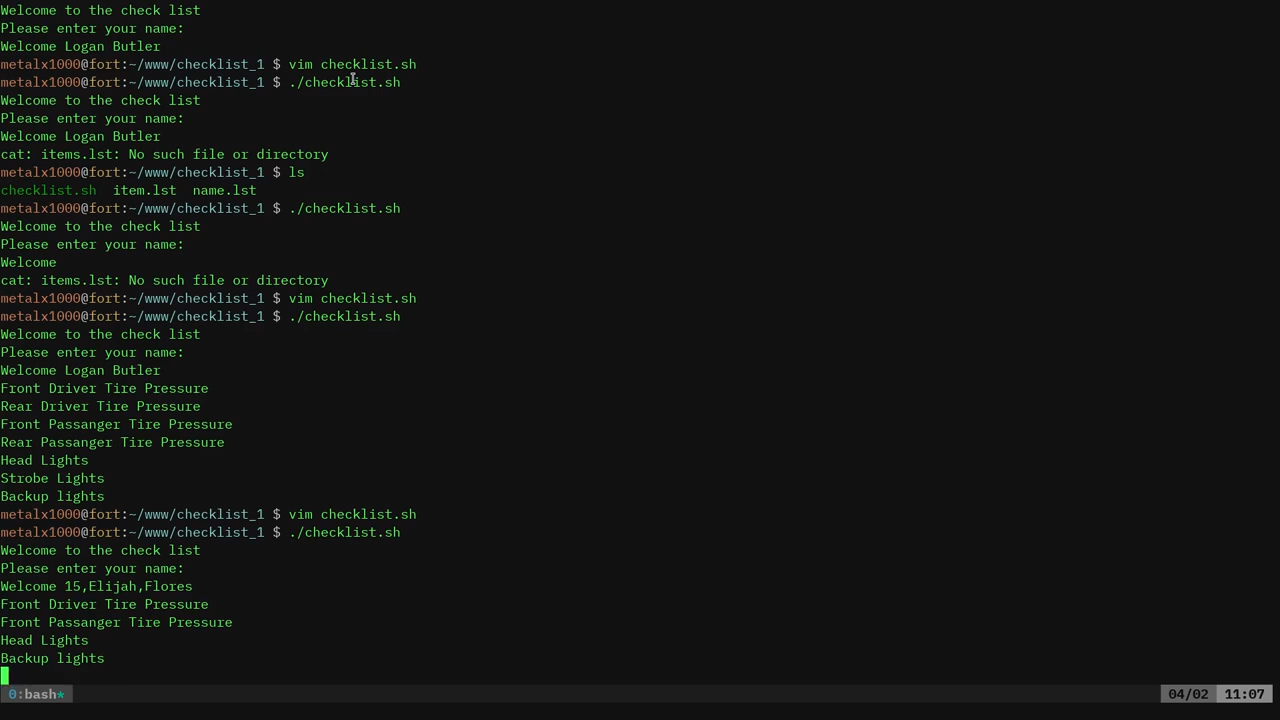 Welcome to the check list
Please enter your name:
Welcome Logan Butler
metalx1000@fort:~/www/checklist_1 $ vim checklist.sh
metalx1000@fort:~/www/checklist_1 $ ./checklist.sh
Welcome to the check list
Please enter your name:
Welcome Logan Butler
cat: items.lst: No such file or directory
metalx1000@fort:~/www/checklist_1 $ ls
checklist.sh  item.lst  name.lst
metalx1000@fort:~/www/checklist_1 $ ./checklist.sh
Welcome to the check list
Please enter your name:
Welcome
cat: items.lst: No such file or directory
metalx1000@fort:~/www/checklist_1 $ vim checklist.sh
metalx1000@fort:~/www/checklist_1 $ ./checklist.sh
Welcome to the check list
Please enter your name:
Welcome Logan Butler
Front Driver Tire Pressure
Rear Driver Tire Pressure
Front Passanger Tire Pressure
Rear Passanger Tire Pressure
Head Lights
Strobe Lights
Backup lights
metalx1000@fort:~/www/checklist_1 $ vim checklist.sh
metalx1000@fort:~/www/checklist_1 $ ./checklist.sh
Welcome to the check list
Please enter your name:
Welcome 15,Elijah,Flores
Front Driver Tire Pressure
Front Passanger Tire Pressure
Head Lights
Backup lights
0:bash* 04/02 11:07